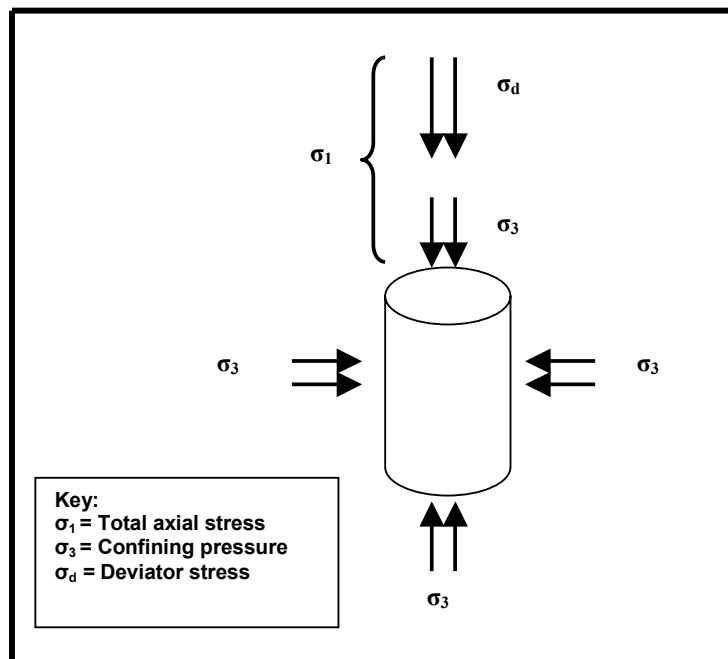 σd
σ1
σ3
σ3
σ3
Key:
σ1 = Total axial stress
σ3 = Confining pressure
σd = Deviator stress
σ3